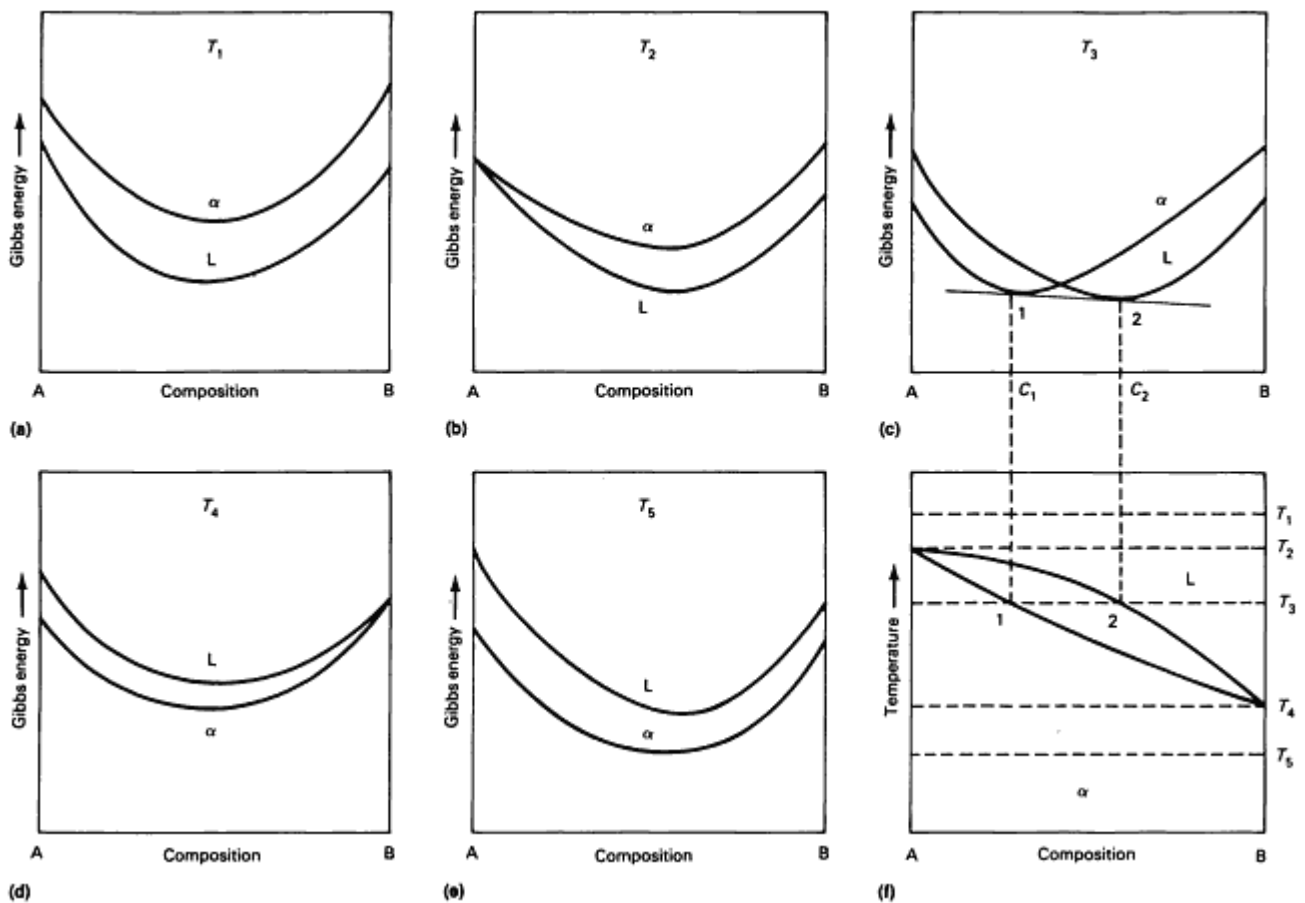 T1
T2
T3
Gibbs energy
Gibbs energy
Gibbs energy
α
α
α
L
L
L
1
2
A
Composition
B
A
Composition
B
A
C1
C2
B
(a)
(b)
(c)
T4
T5
T1
T2
L
T3
1
2
Gibbs energy
Gibbs energy
Temperature
L
L
α
α
T4
T5
α
A
Composition
B
A
Composition
B
A
Composition
B
(d)
(e)
(f)